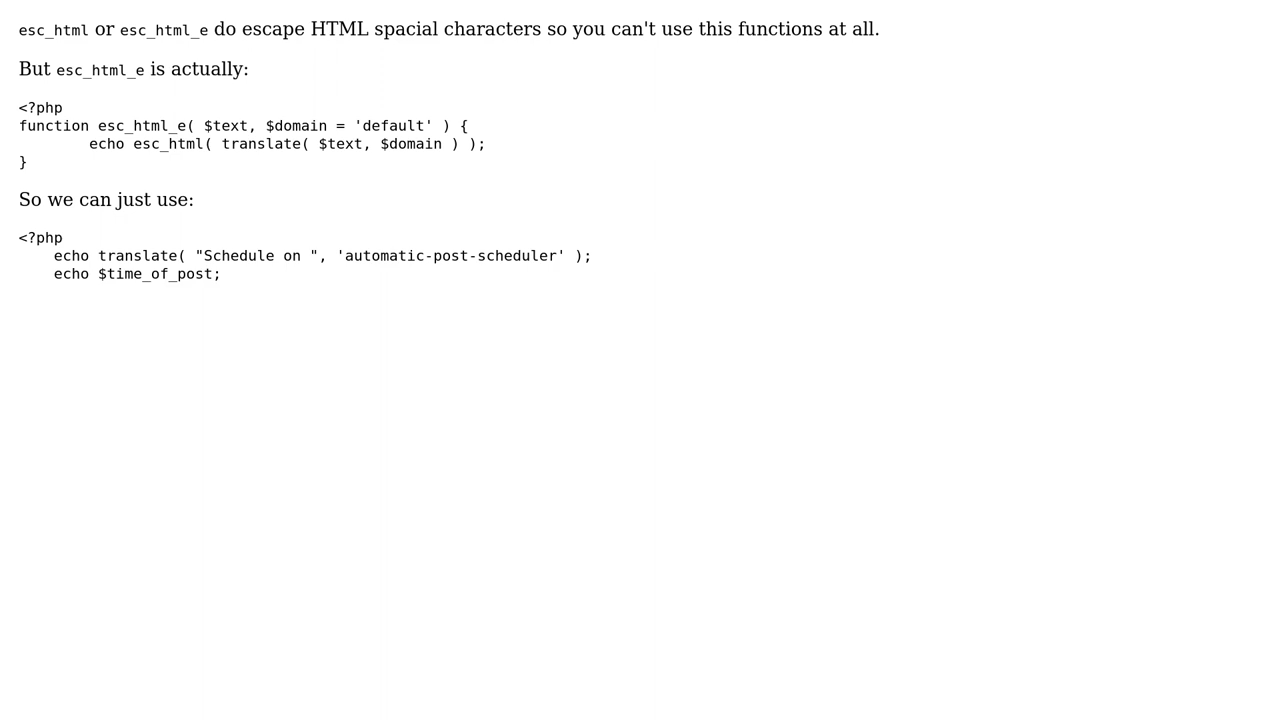 esc_html or esc_html_e do escape HTML spacial characters so you can't use this functions at all.
But esc_html_e is actually:
<?php
function esc_html_e( $text, $domain = 'default' ) {
        echo esc_html( translate( $text, $domain ) );
}
So we can just use:
<?php
    echo translate( "Schedule on ", 'automatic-post-scheduler' );
    echo $time_of_post;